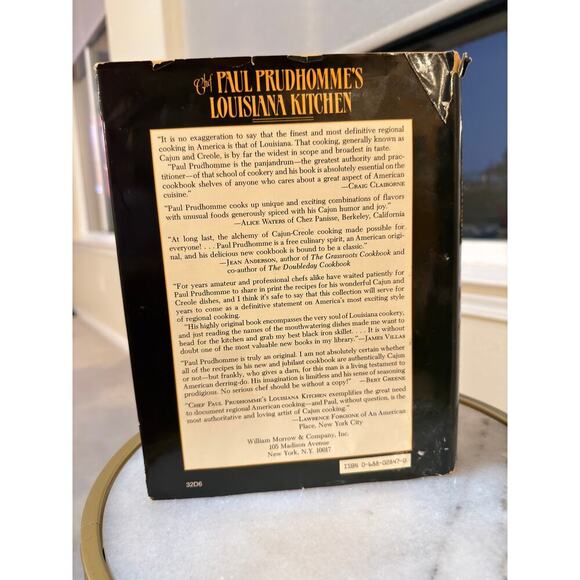 Chef PAUL PRUDHOMME'S
LOUISIANA KITCHEN
"It is no exaggeration to say that the finest and most definitive regional
cooking in America is that of Louisiana. That cooking, generally known as
Cajun and Creole, is by far the widest in scope and broadest in taste.
"Paul Prudhomme is the panjandrum—the greatest authority and prac-
titioner—of that school of cookery and his book is absolutely essential on the
cookbook shelves of anyone who cares about a great aspect of American
cuisine."
—CRAIG CLAIBORNE
"Paul Prudhomme cooks up unique and exciting combinations of flavors
with unusual foods generously spiced with his Cajun humor and joy."
—ALICE WATERS of Chez Panisse, Berkeley, California
"At long last, the alchemy of Cajun-Creole cooking made possible for
everyone! . . . Paul Prudhomme is a free culinary spirit, an American origi-
nal, and his delicious new cookbook is bound to be a classic."
—JEAN ANDERSON, author of The Grassroots Cookbook and
co-author of The Doubleday Cookbook
"For years amateur and professional chefs alike have waited patiently for
Paul Prudhomme to share in print the recipes for his wonderful Cajun and
Creole dishes, and I think it's safe to say that this collection will serve for
years to come as a definitive statement on America's most exciting style
of regional cooking.
"His highly original book encompasses the very soul of Louisiana cookery,
and just reading the names of the mouthwatering dishes made me want to
head for the kitchen and grab my best black iron skillet. . . . It is without
doubt one of the most valuable new books in my library."—JAMES VILLAS
"Paul Prudhomme is truly an original. I am not absolutely certain whether
all of the recipes in his new and jubilant cookbook are authentically Cajun
or not—but frankly, who gives a darn, for this man is a living testament to
American derring-do. His imagination is limitless and his sense of seasoning
prodigious. No serious chef should be without a copy!" —BERT GREENE
"CHEF PAUL PRUDHOMME'S LOUISIANA KITCHEN exemplifies the great need
to document regional American cooking—and Paul, without question, is the
most authoritative and loving artist of Cajun cooking."
—LAWRENCE FORGIONE of An American
Place, New York City
William Morrow & Company, Inc.
105 Madison Avenue
New York, N.Y. 10017
ISBN 0-688-02847-0
32D6